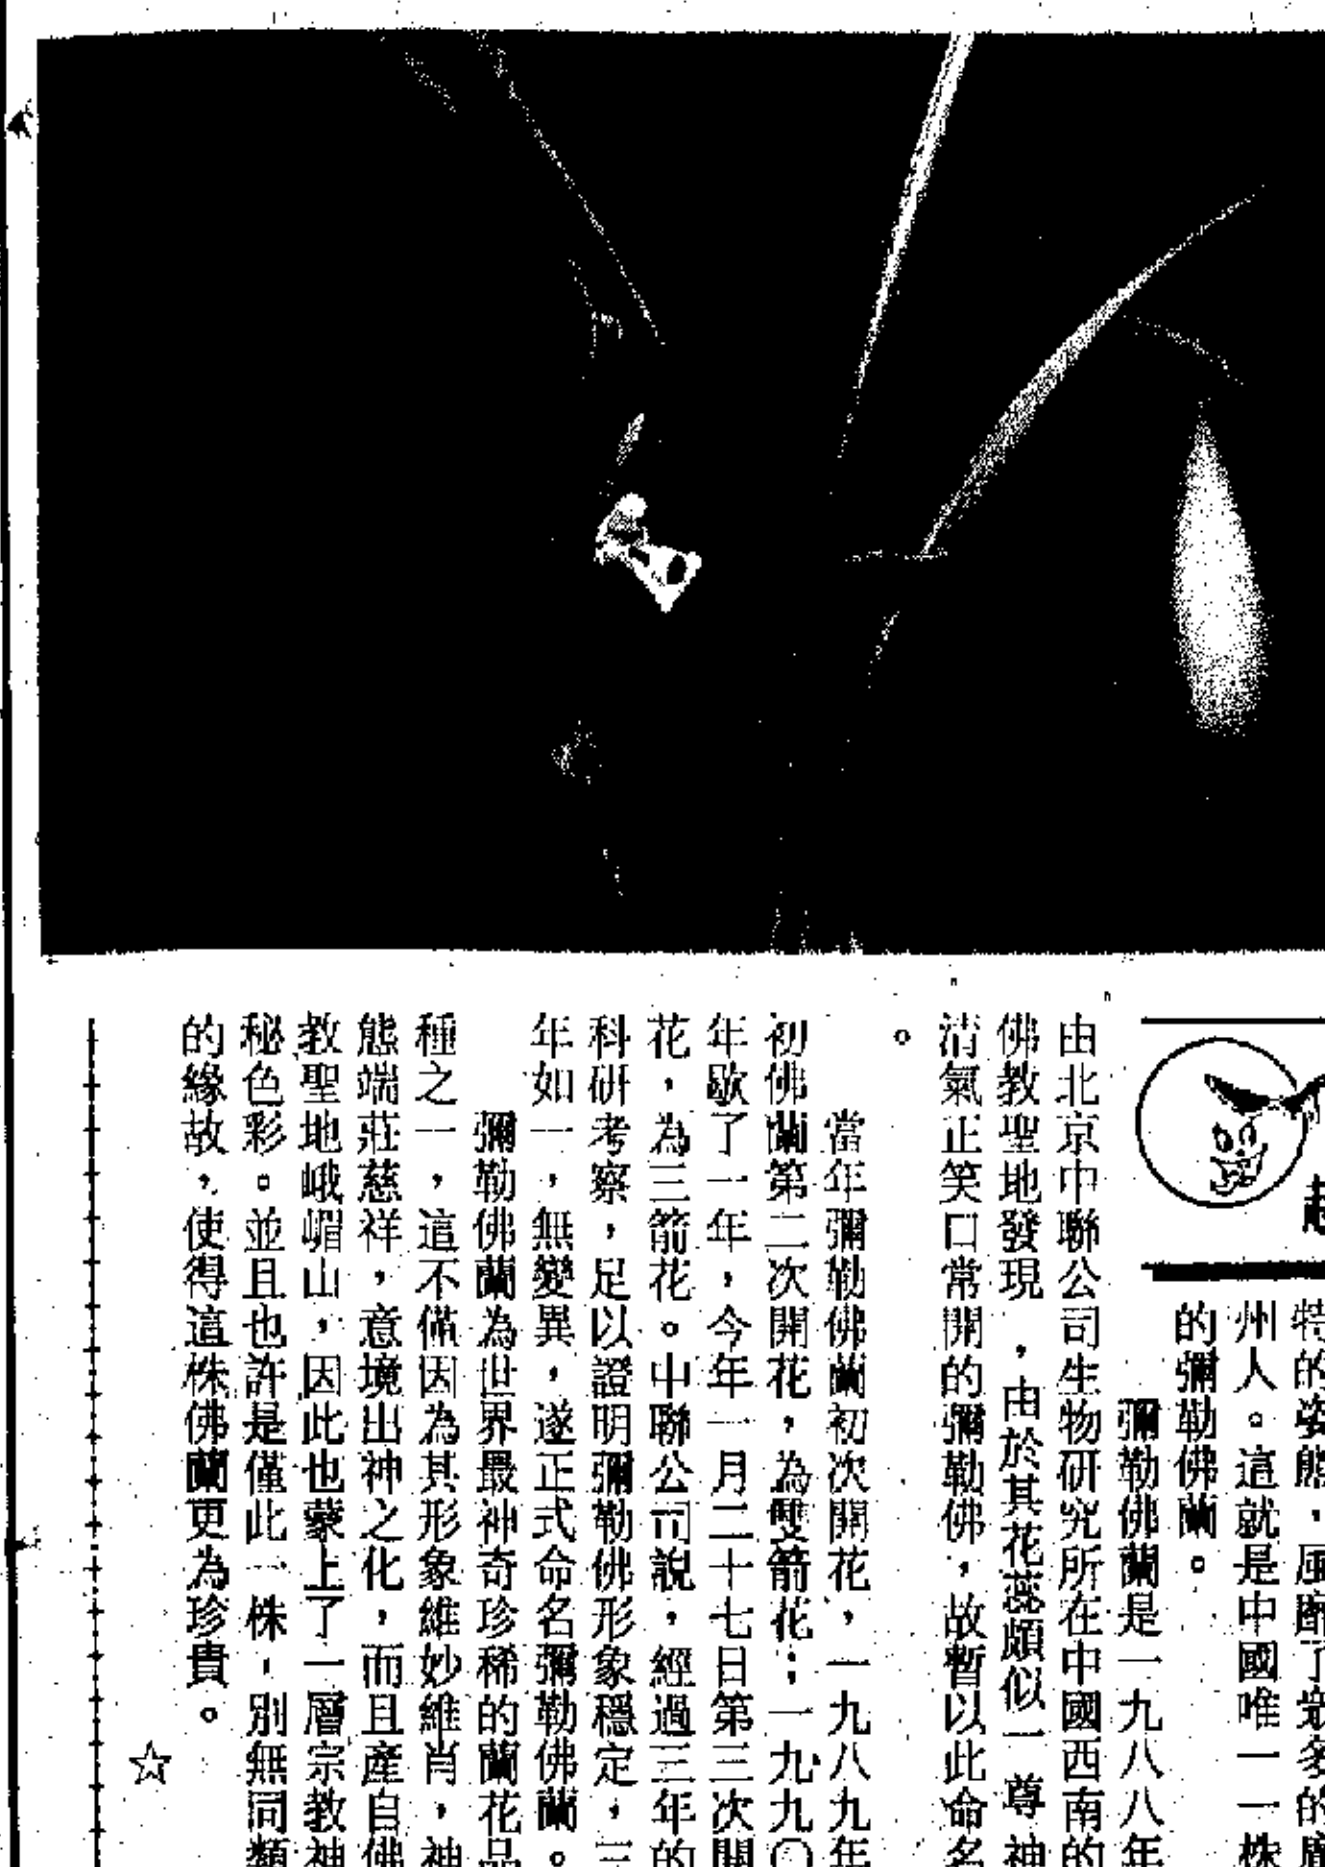 特的姿態，風靡了衆多的廣
州人。這就是中國唯一一株
的彌勒佛蘭。
彌勒佛蘭是一九八八年
由北京中聯公司生物研究所在中國西南的
佛教聖地發現，由於其花蕊頗似一尊神
清氣正笑口常開的彌勒佛，故暫以此命名
。
當年彌勒佛蘭初次開花，一九八九年
初佛蘭第二次開花，為雙箭花；一九九〇
年歇了一年，今年一月二十七日第三次開
花，為三箭花。中聯公司說，經過三年的
科研考察，足以證明彌勒佛形象穩定，三
年如一，無變異，遂正式命名彌勒佛蘭。
彌勒佛蘭為世界最神奇珍稀的蘭花品
種之一，這不僅因為其形象維妙維肖，神
態端莊慈祥，意境出神之化，而且產自佛
教聖地峨嵋山，因此也蒙上了一層宗教神
秘色彩。並且也許是僅此一株，別無同類
的緣故，使得這株佛蘭更為珍貴。
☆